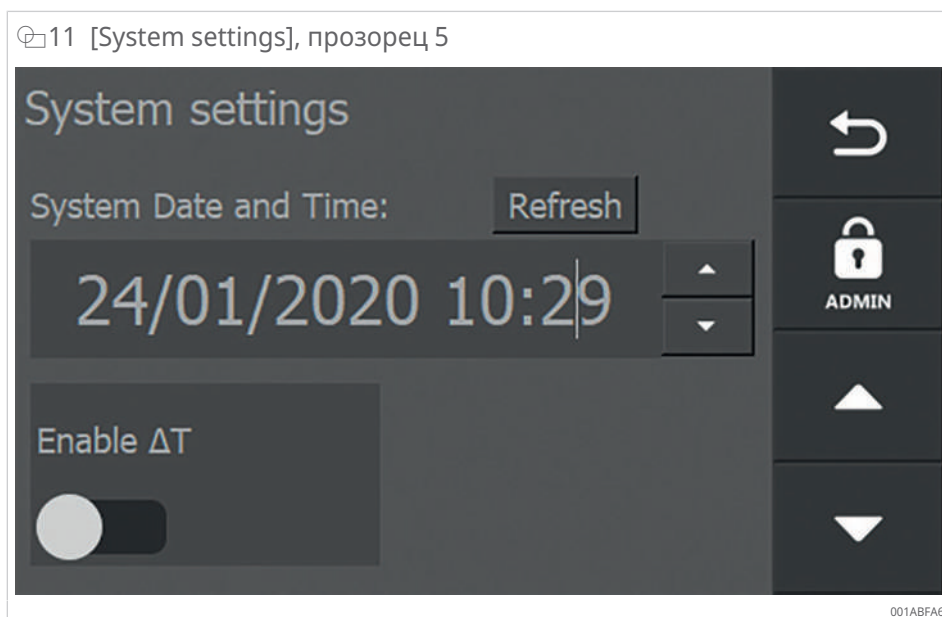 11 [System settings], прозорец 5
System settings
System Date and Time:
Refresh
24/01/2020 10:29
ADMIN
Enable ΔT
001ABFA6